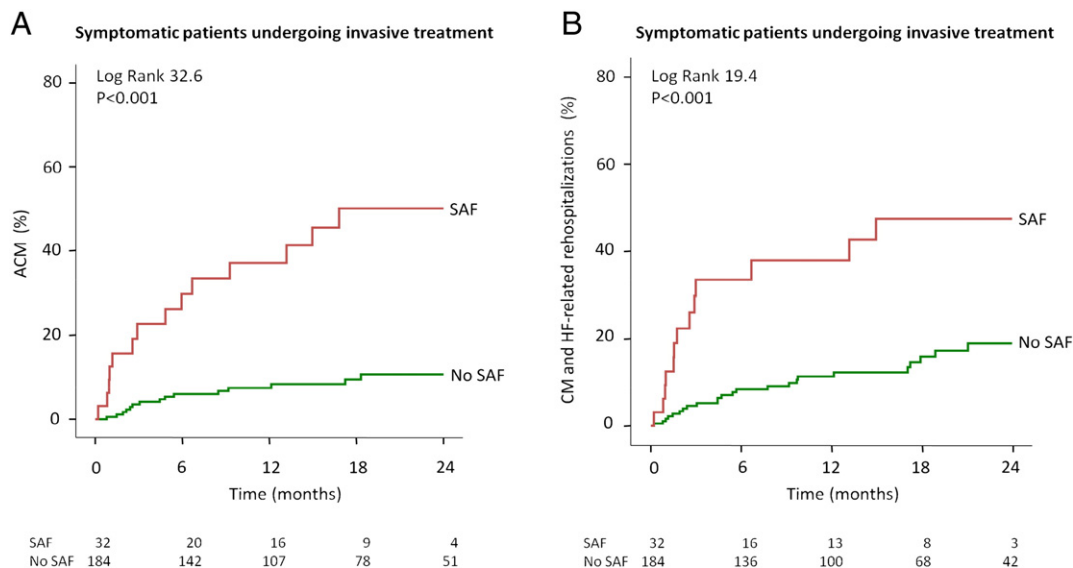 A
Symptomatic patients undergoing invasive treatment
Log Rank 32.6
P<0.001
ACM (%)
80
60
40
20
0
SAF
No SAF
0 6 12 18 24
Time (months)
SAF 32 20 16 9 4
No SAF 184 142 107 78 51
B
Symptomatic patients undergoing invasive treatment
Log Rank 19.4
P<0.001
CM and HF-related rehospitalizations (%)
80
60
40
20
0
SAF
No SAF
0 6 12 18 24
Time (months)
SAF 32 16 13 8 3
No SAF 184 136 100 68 42